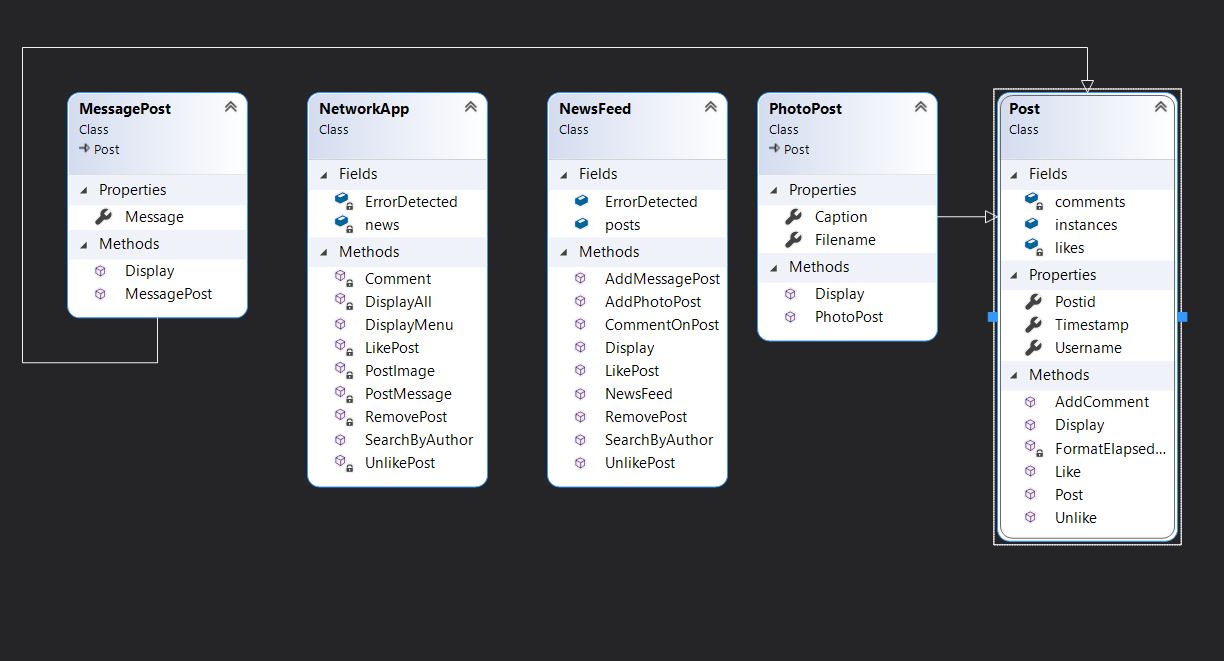 MessagePost
Class
Post
Properties
Message
Methods
Display
MessagePost
NetworkApp
Class
Fields
ErrorDetected
news
Methods
Comment
DisplayAll
DisplayMenu
LikePost
PostImage
PostMessage
RemovePost
SearchByAuthor
UnlikePost
NewsFeed
Class
Fields
ErrorDetected
posts
Methods
AddMessagePost
AddPhotoPost
CommentOnPost
Display
LikePost
NewsFeed
RemovePost
SearchByAuthor
UnlikePost
PhotoPost
Class
Post
Properties
Caption
Filename
Methods
Display
PhotoPost
Post
Class
Fields
comments
instances
likes
Properties
Postid
Timestamp
Username
Methods
AddComment
Display
FormatElapsed...
Like
Post
Unlike